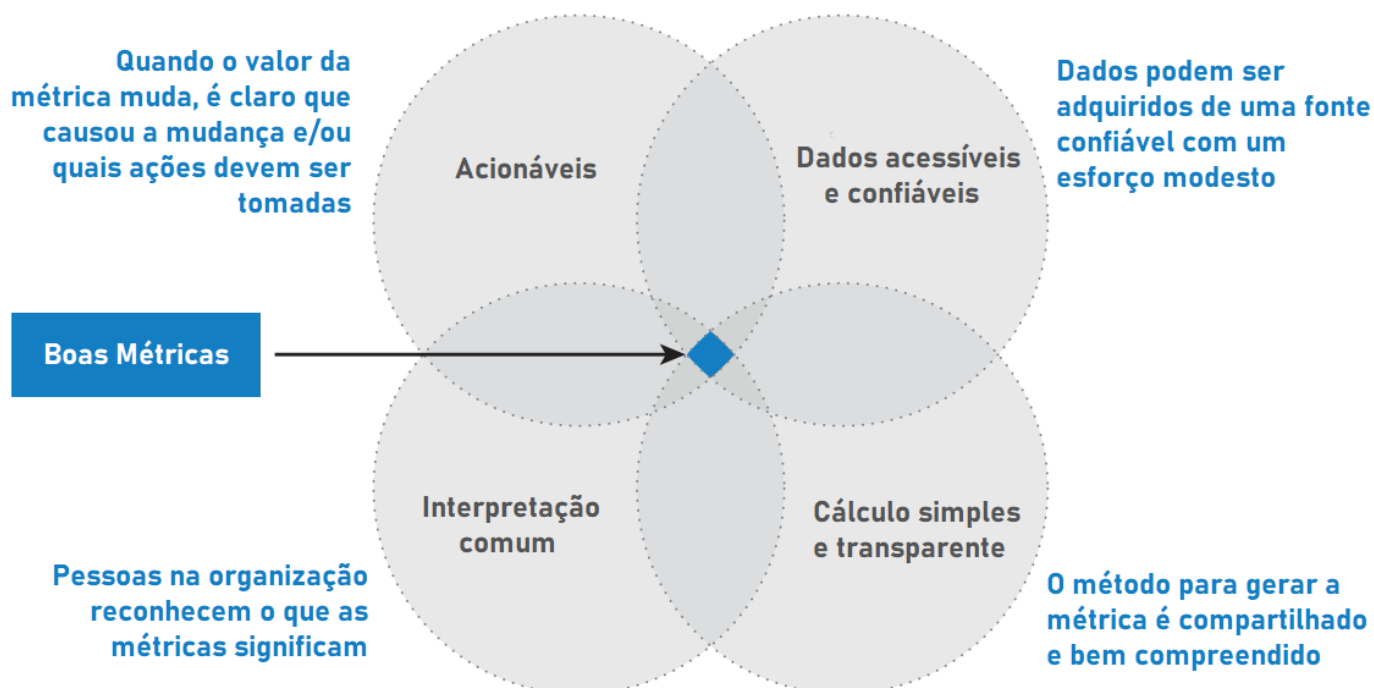 Quando o valor da
métrica muda, é claro que
causou a mudança e/ou
quais ações devem ser
tomadas
Acionáveis
Dados acessíveis
e confiáveis
Dados podem ser
adquiridos de uma fonte
confiável com um
esforço modesto
Boas Métricas
Interpretação
comum
Cálculo simples
e transparente
Pessoas na organização
reconhecem o que as
métricas significam
O método para gerar a
métrica é compartilhado
e bem compreendido